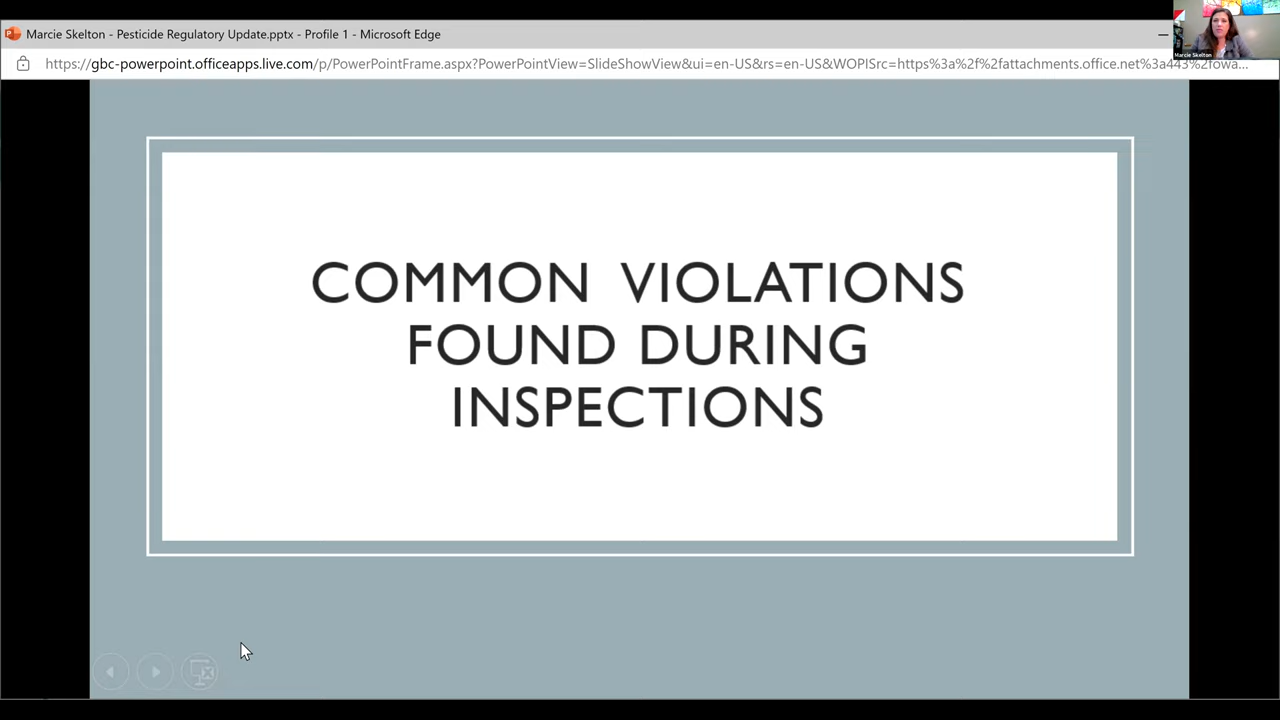 Marcie Skelton - Pesticide Regulatory Update.pptx - Profile 1 - Microsoft Edge
https://gbc-powerpoint.officeapps.live.com/p/PowerPointFrame.aspx?PowerPointView=SlideShowView&ui=en-US&rs=en-US&WOPISrc=https%3a%2f%2fattachments.office.net%3a443%2fowa...
Marcie Skelton
COMMON VIOLATIONS
FOUND DURING
INSPECTIONS